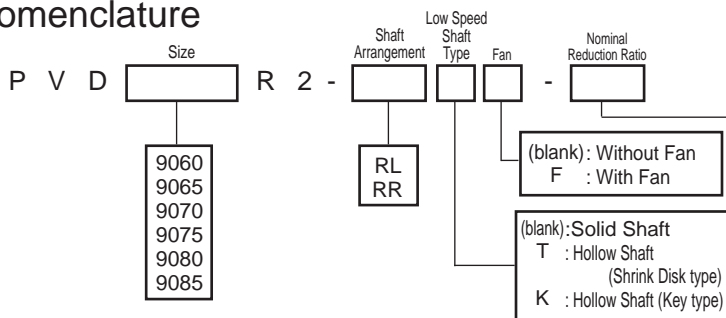 omenclature
Size
Shaft
Arrangement
Low Speed
Shaft
Type
Fan
Nominal
Reduction Ratio
P V D R 2 - -
9060
9065
9070
9075
9080
9085
RL
RR
(blank): Without Fan
F : With Fan
(blank):Solid Shaft
T : Hollow Shaft
(Shrink Disk type)
K : Hollow Shaft (Key type)